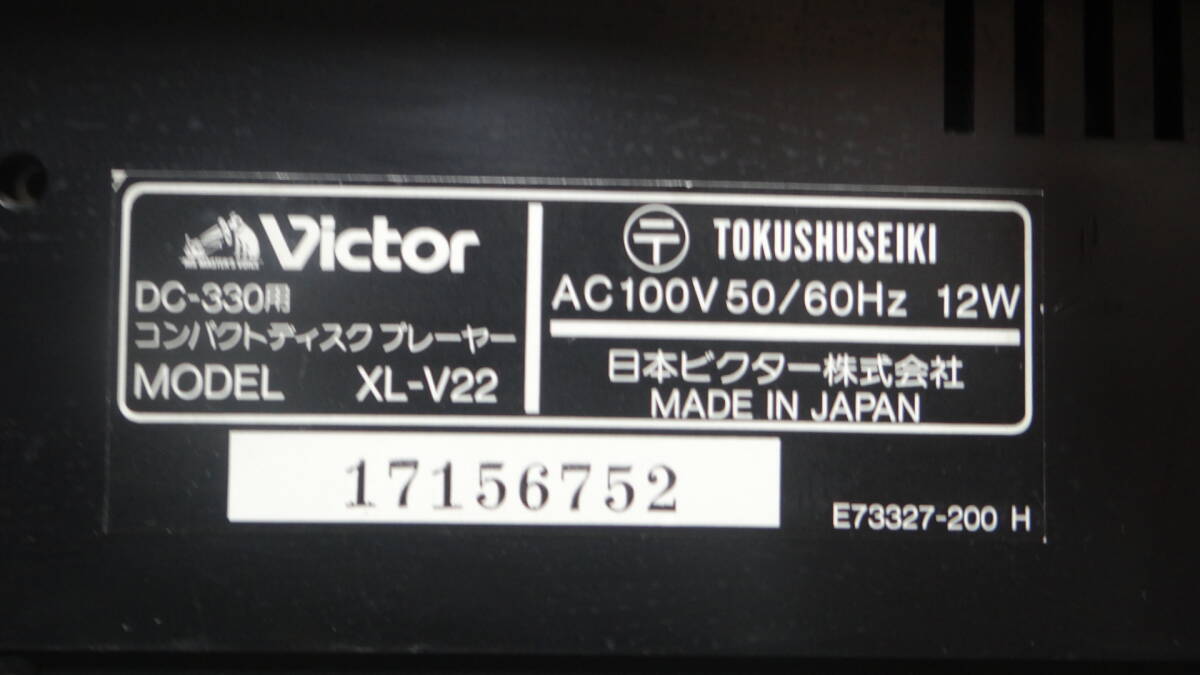 Victor
DC-330用
コンパクトディスク プレーヤー
MODEL XL-V22
〒 TOKUSHUSEIKI
AC100V 50/60Hz 12W
日本ビクター株式会社
MADE IN JAPAN
17156752
E73327-200 H